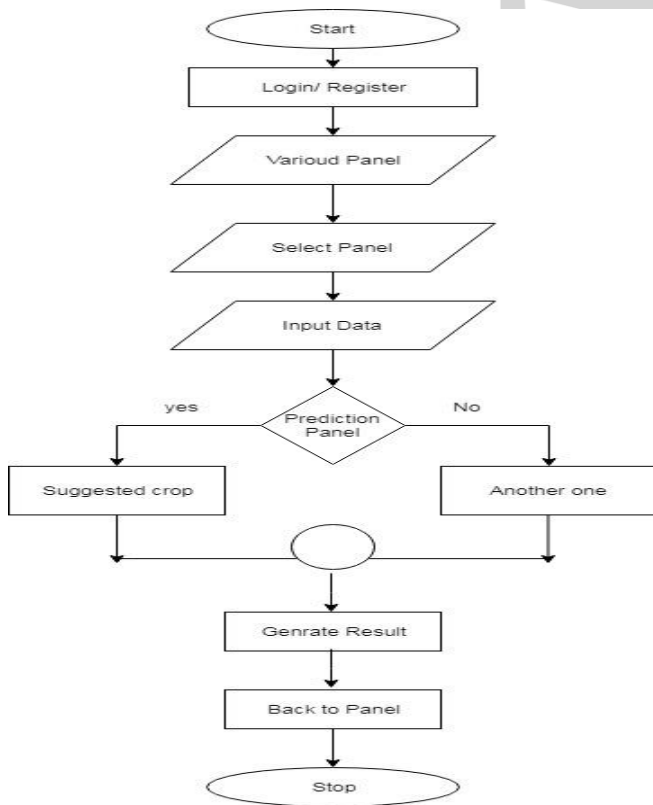 Start
Login/ Register
Varioud Panel
Select Panel
Input Data
yes
No
Prediction
Panel
Suggested crop
Another one
Genrate Result
Back to Panel
Stop